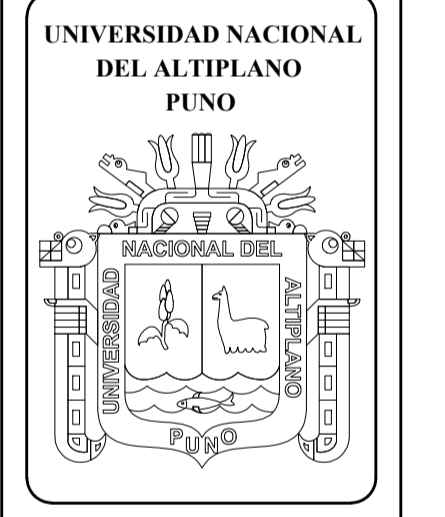 UNIVERSIDAD NACIONAL
DEL ALTIPLANO
PUNO
NACIONAL DEL
UNIVERSIDAD
ALTIPLANO
PUNO